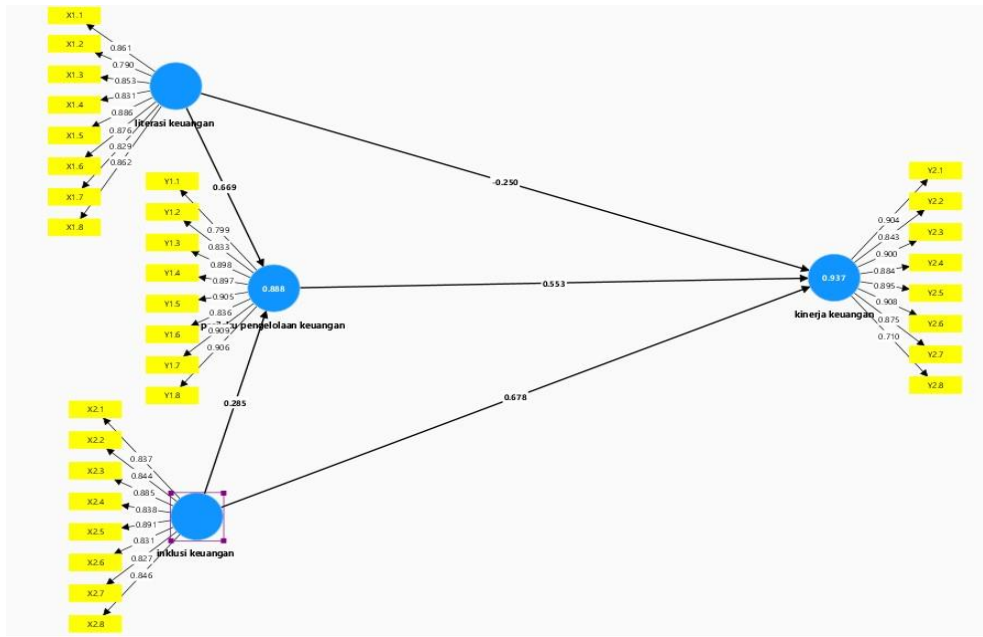 X1.1
X1.2
X1.3
X1.4
X1.5
X1.6
X1.7
X1.8
0.861
0.790
0.853
0.831
0.886
0.876
0.829
0.862
literasi keuangan
0.669
-0.250
Y1.1
Y1.2
Y1.3
Y1.4
Y1.5
Y1.6
Y1.7
Y1.8
0.799
0.833
0.898
0.897
0.905
0.836
0.909
0.906
0.888
pengelolaan keuangan
0.553
0.285
0.678
X2.1
X2.2
X2.3
X2.4
X2.5
X2.6
X2.7
X2.8
0.837
0.844
0.885
0.838
0.891
0.831
0.827
0.846
inklusi keuangan
0.937
kinerja keuangan
0.904
0.843
0.900
0.884
0.895
0.908
0.875
0.710
Y2.1
Y2.2
Y2.3
Y2.4
Y2.5
Y2.6
Y2.7
Y2.8